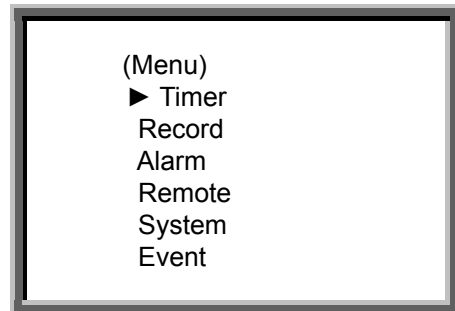 (Menu)
► Timer
Record
Alarm
Remote
System
Event